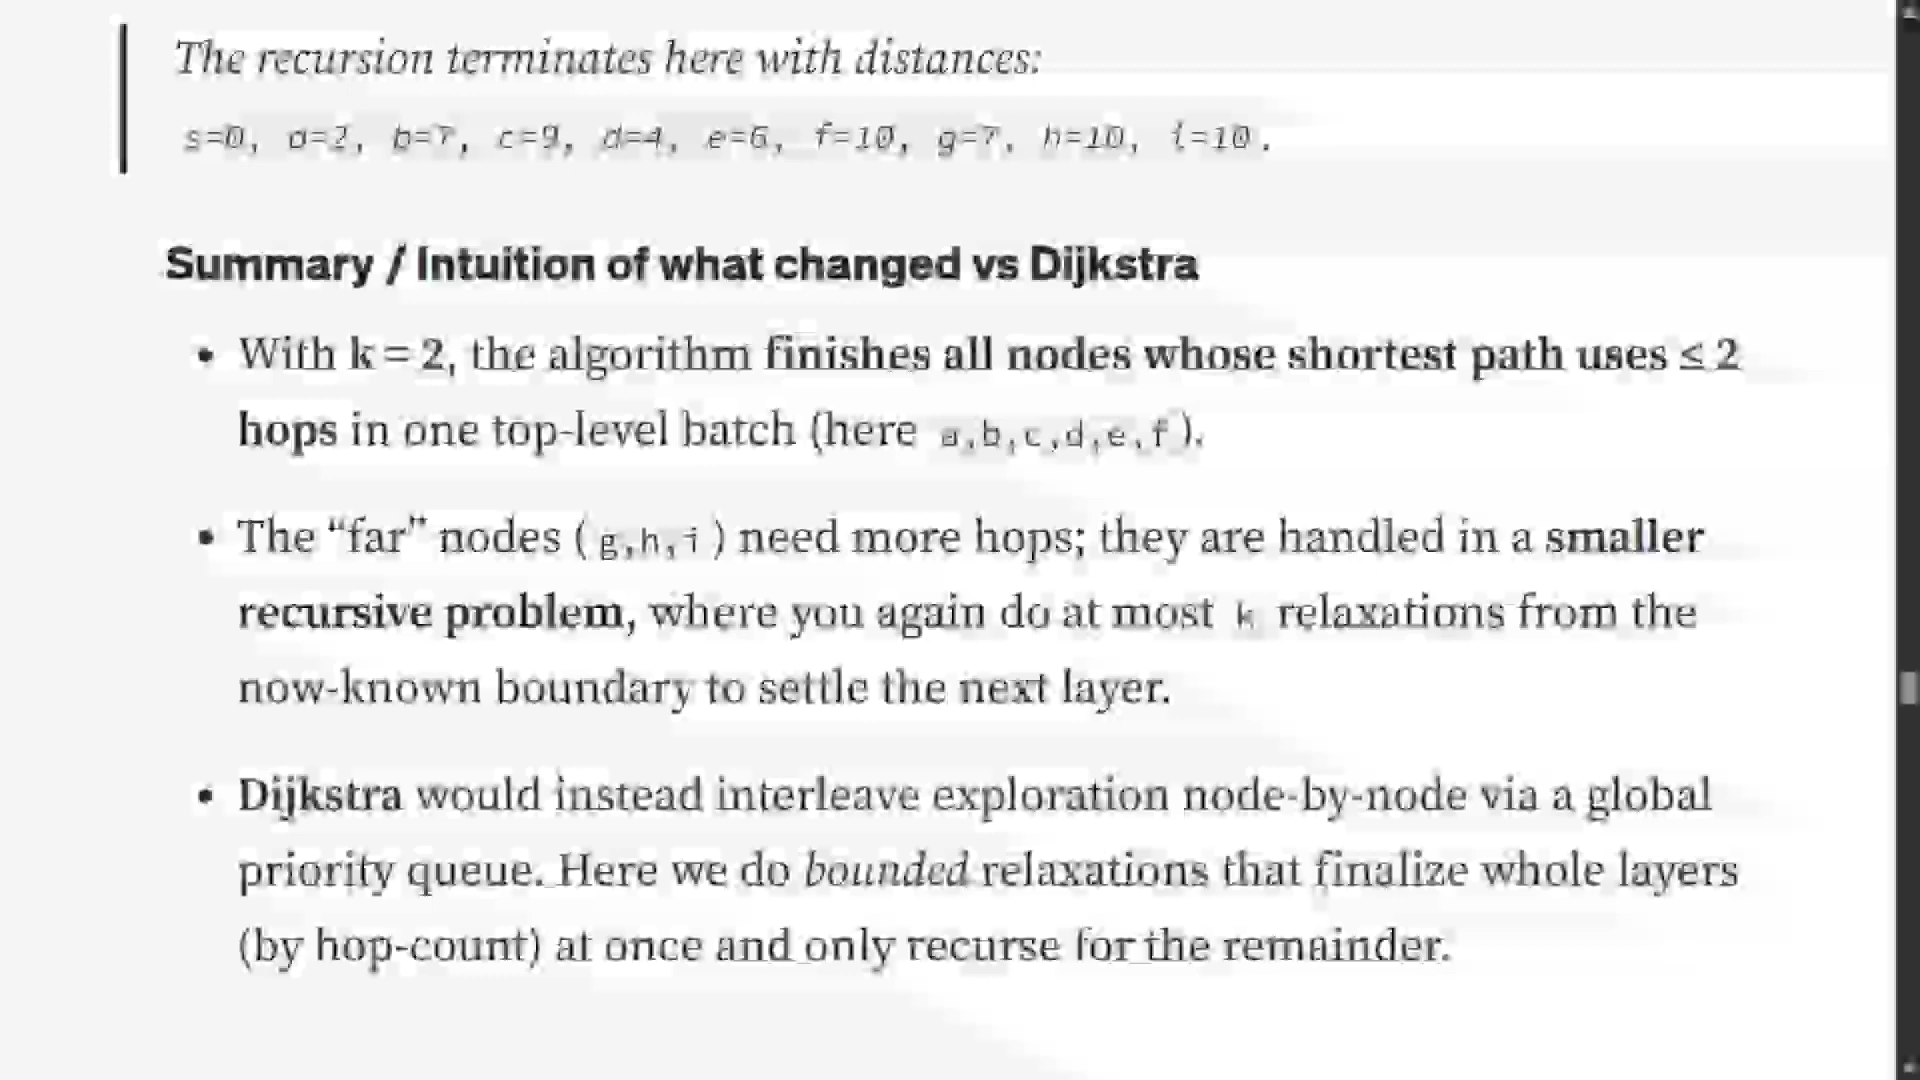 The recursion terminates here with distances:
s=0, a=2, b=7, c=9, d=4, e=6, f=10, g=7, h=10, i=10.
Summary / Intuition of what changed vs Dijkstra
• With k = 2, the algorithm finishes all nodes whose shortest path uses ≤ 2
hops in one top-level batch (here a,b,c,d,e,f).
• The “far” nodes (g,h,i) need more hops; they are handled in a smaller
recursive problem, where you again do at most k relaxations from the
now-known boundary to settle the next layer.
• Dijkstra would instead interleave exploration node-by-node via a global
priority queue. Here we do bounded relaxations that finalize whole layers
(by hop-count) at once and only recurse for the remainder.